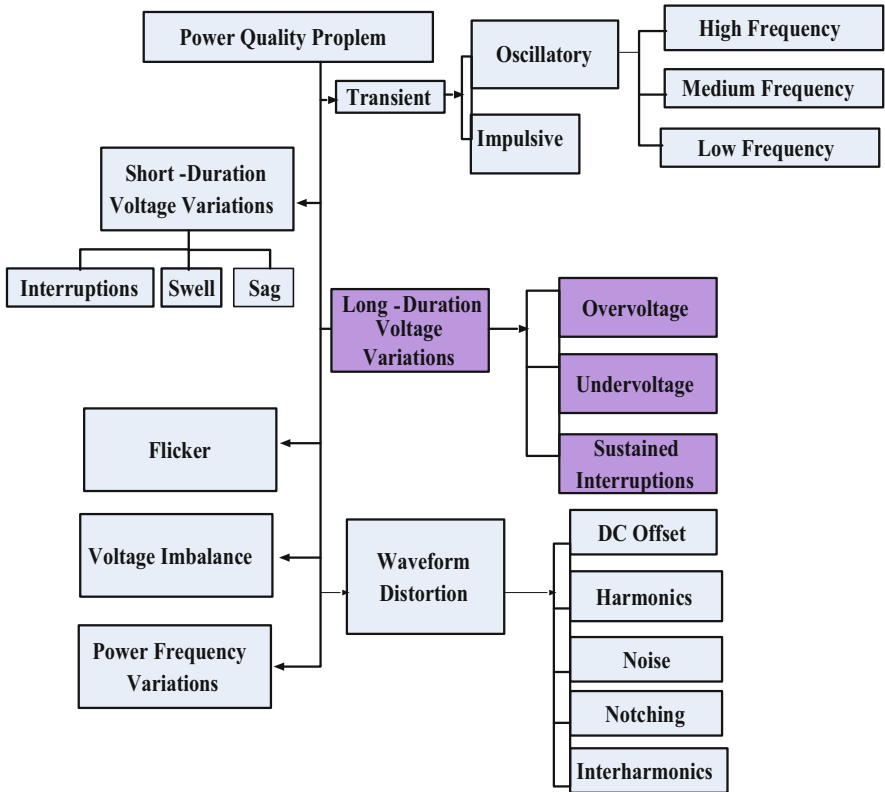 Power Quality Proplem
Transient
Oscillatory
Impulsive
High Frequency
Medium Frequency
Low Frequency
Short -Duration
Voltage Variations
Interruptions
Swell
Sag
Long -Duration
Voltage
Variations
Overvoltage
Undervoltage
Sustained
Interruptions
Flicker
Voltage Imbalance
Power Frequency
Variations
Waveform
Distortion
DC Offset
Harmonics
Noise
Notching
Interharmonics